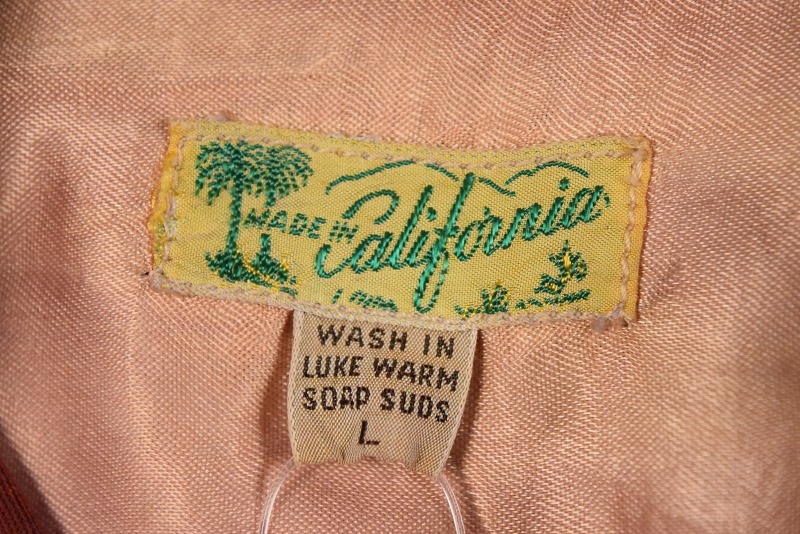 MADE IN California
WASH IN
LUKE WARM
SOAP SUDS
L